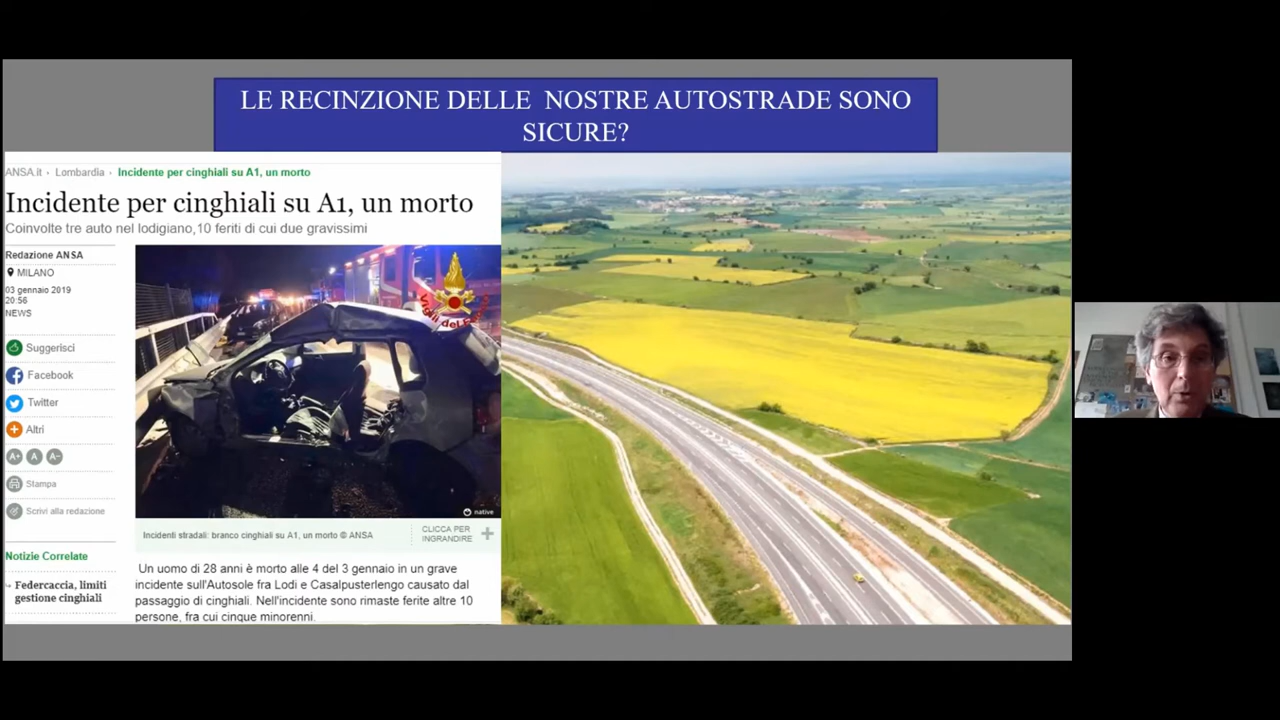 LE RECINZIONE DELLE NOSTRE AUTOSTRADE SONO
SICURE?
ANSA.it • Lombardia • Incidente per cinghiali su A1, un morto
Incidente per cinghiali su A1, un morto
Coinvolte tre auto nel lodigiano,10 feriti di cui due gravissimi
Redazione ANSA
MILANO
03 gennaio 2019
20:56
NEWS
Suggerisci
Facebook
Twitter
Altri
A+ A A-
Stampa
Scrivi alla redazione
Notizie Correlate
Federcaccia, limiti
gestione cinghiali
Vigili del
native
Incidenti stradali: branco cinghiali su A1, un morto © ANSA
CLICCA PER
INGRANDIRE
Un uomo di 28 anni è morto alle 4 del 3 gennaio in un grave
incidente sull'Autosole fra Lodi e Casalpusterlengo causato dal
passaggio di cinghiali. Nell'incidente sono rimaste ferite altre 10
persone, fra cui cinque minorenni.